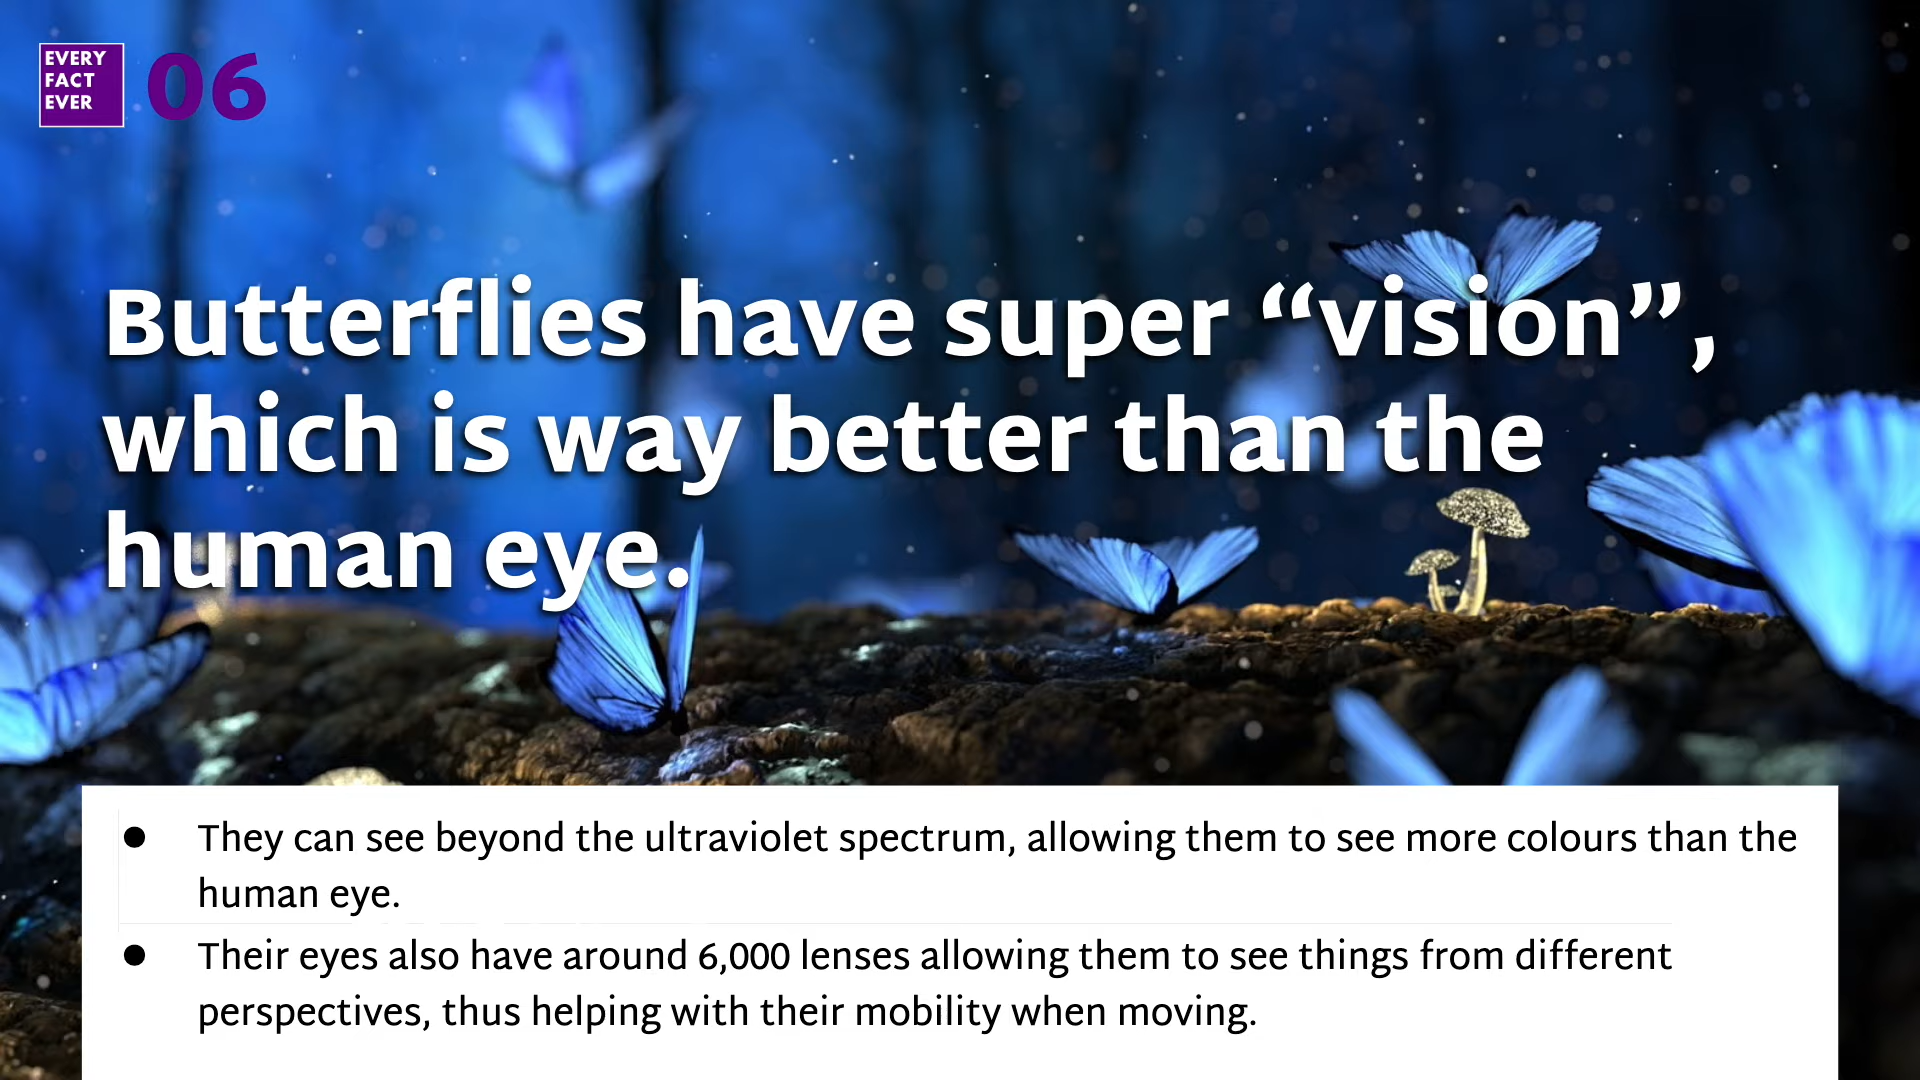 EVERY
FACT
EVER
06
Butterflies have super “vision”,
which is way better than the
human eye.
● They can see beyond the ultraviolet spectrum, allowing them to see more colours than the
human eye.
● Their eyes also have around 6,000 lenses allowing them to see things from different
perspectives, thus helping with their mobility when moving.